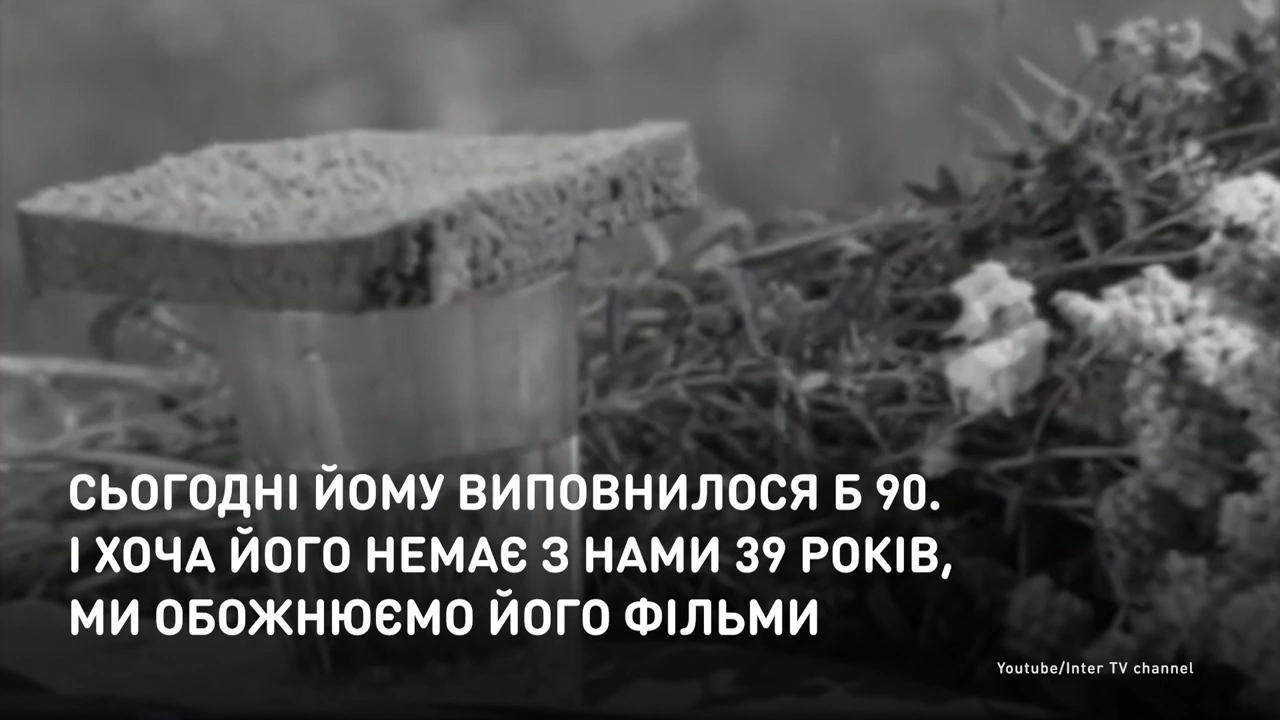 СЬОГОДНІ ЙОМУ ВИПОВНИЛОСЯ Б 90.
І ХОЧА ЙОГО НЕМАЄ З НАМИ 39 РОКІВ,
МИ ОБОЖНЮЄМО ЙОГО ФІЛЬМИ
Youtube/Inter TV channel